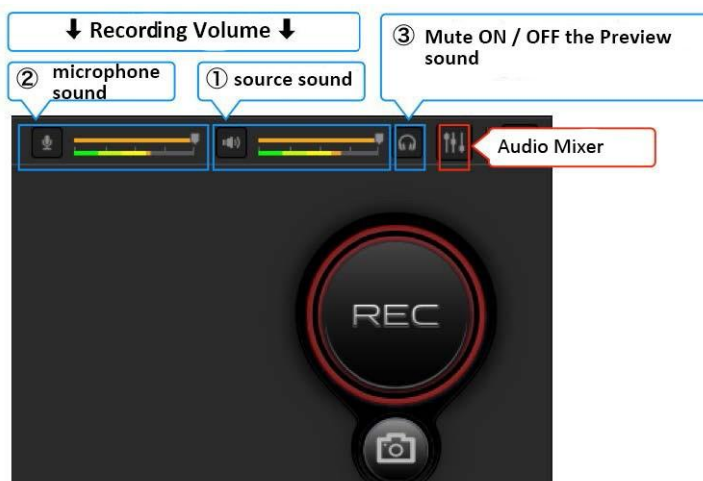 ⬇ Recording Volume ⬇
② microphone
sound
① source sound
③ Mute ON / OFF the Preview
sound
Audio Mixer
REC